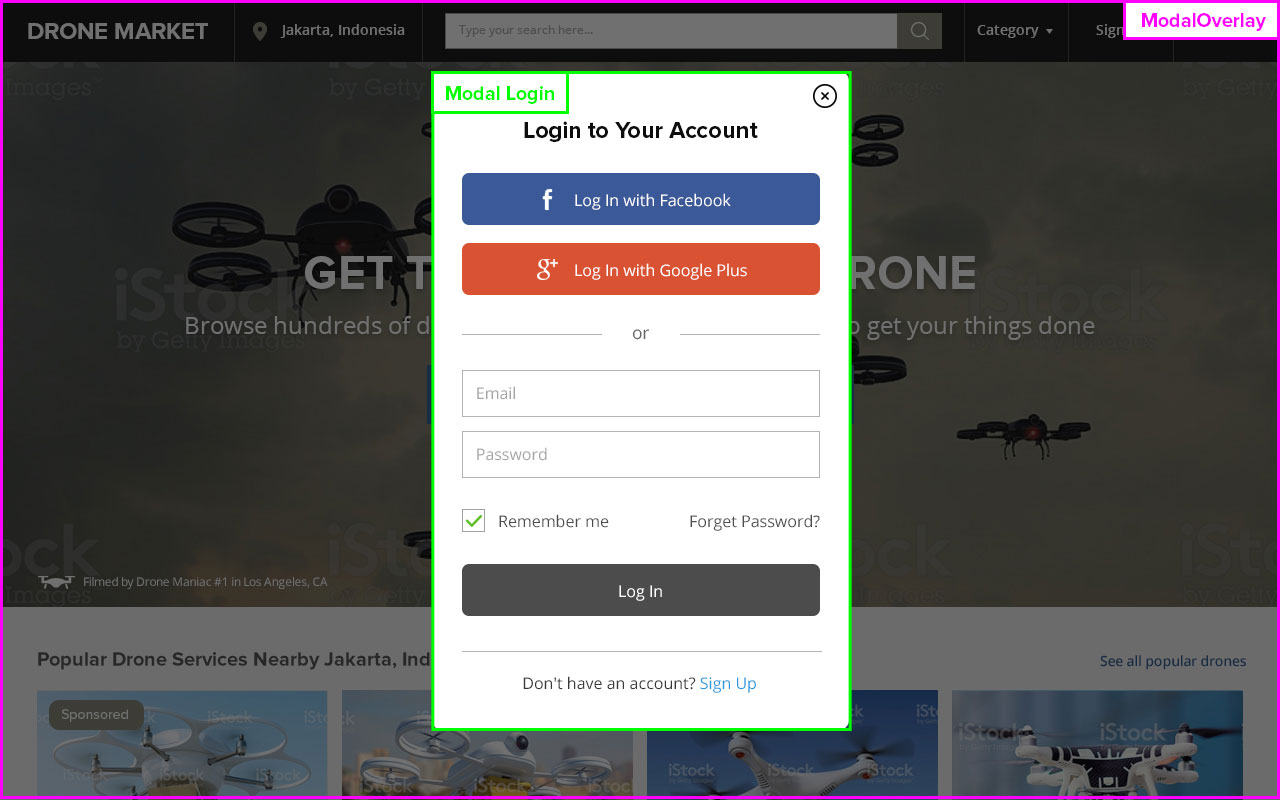 DRONE MARKET
Jakarta, Indonesia
Type your search here...
Category
Sign
ModalOverlay
Modal Login
Login to Your Account
f Log In with Facebook
g+ Log In with Google Plus
or
Email
Password
Remember me
Forget Password?
Log In
Don't have an account? Sign Up
GET T
RONE
Browse hundreds of d
get your things done
iStock
by Getty Images
Filmed by Drone Maniac #1 in Los Angeles, CA
Popular Drone Services Nearby Jakarta, Ind
See all popular drones
Sponsored
iStock
iStock
iStock
iStock
by Getty Images